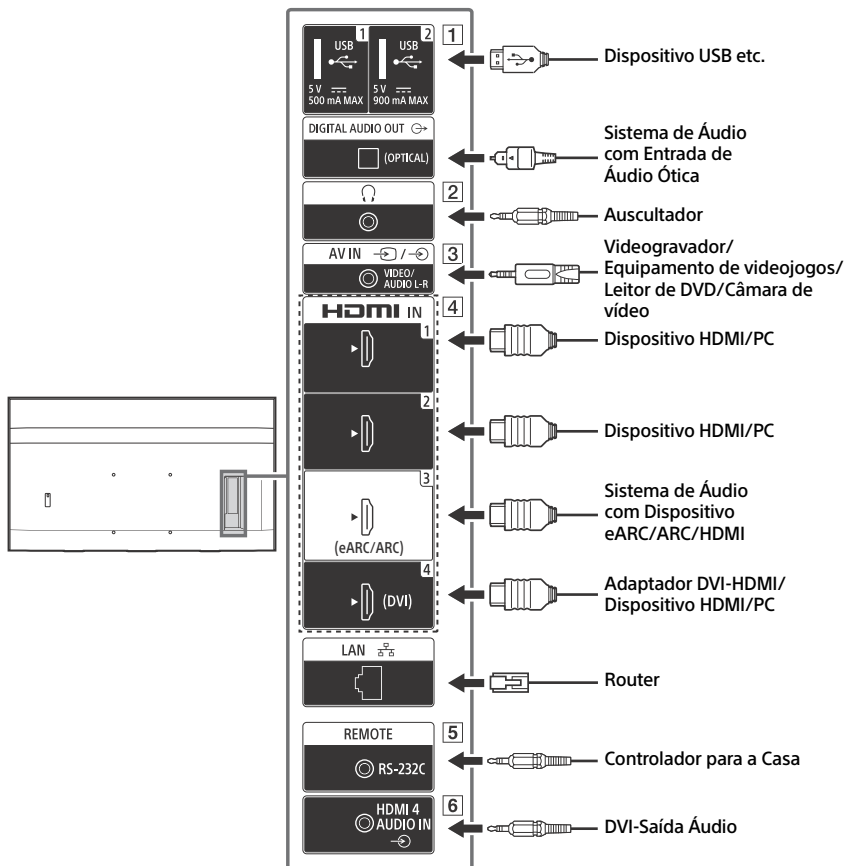 1
USB
5 V
500 mA MAX
2
USB
5 V
900 mA MAX
1
Dispositivo USB etc.
DIGITAL AUDIO OUT
(OPTICAL)
Sistema de Áudio
com Entrada de
Áudio Ótica
2
Auscultador
AV IN /
VIDEO/
AUDIO L-R
3
Videogravador/
Equipamento de videojogos/
Leitor de DVD/Câmara de
vídeo
HDMI IN
4
1
Dispositivo HDMI/PC
2
Dispositivo HDMI/PC
3
(eARC/ARC)
Sistema de Áudio
com Dispositivo
eARC/ARC/HDMI
4
(DVI)
Adaptador DVI-HDMI/
Dispositivo HDMI/PC
LAN
Router
REMOTE
5
RS-232C
Controlador para a Casa
HDMI 4
AUDIO IN
6
DVI-Saída Áudio